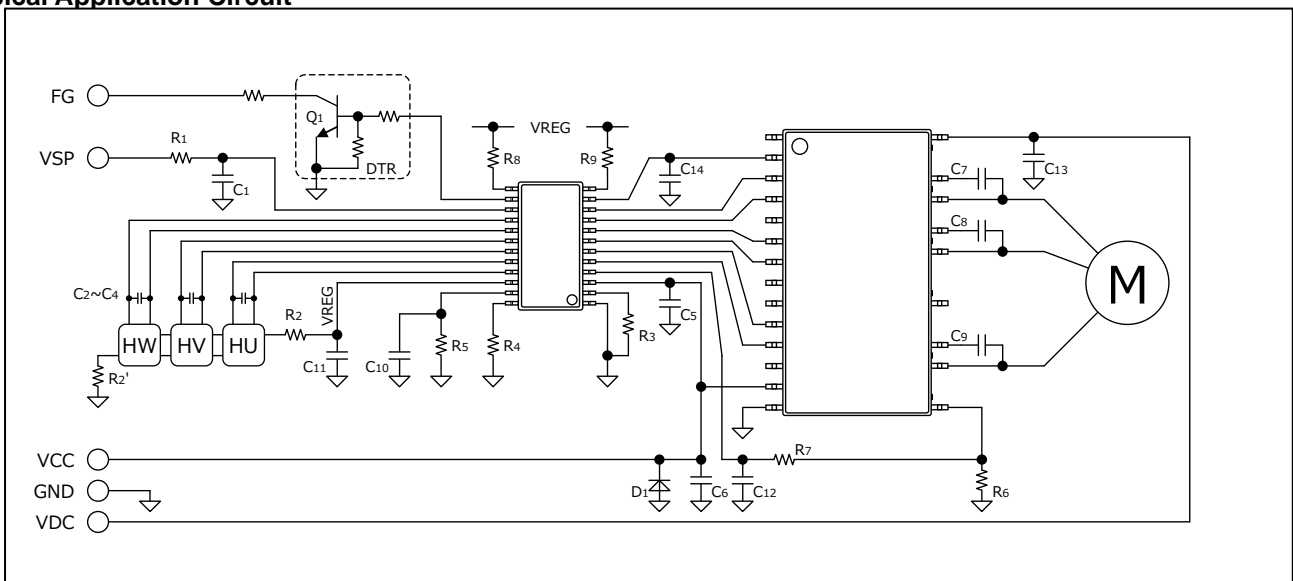 ical Application Circuit
FG
Q1
DTR
R1
VSP
C1
VREG
R8
R9
C14
C7
C13
C8
M
C2~C4
HW
HV
HU
R2
VREG
C5
R3
R2'
C11
C10
R5
R4
C9
VCC
R7
GND
D1
C6
C12
R6
VDC